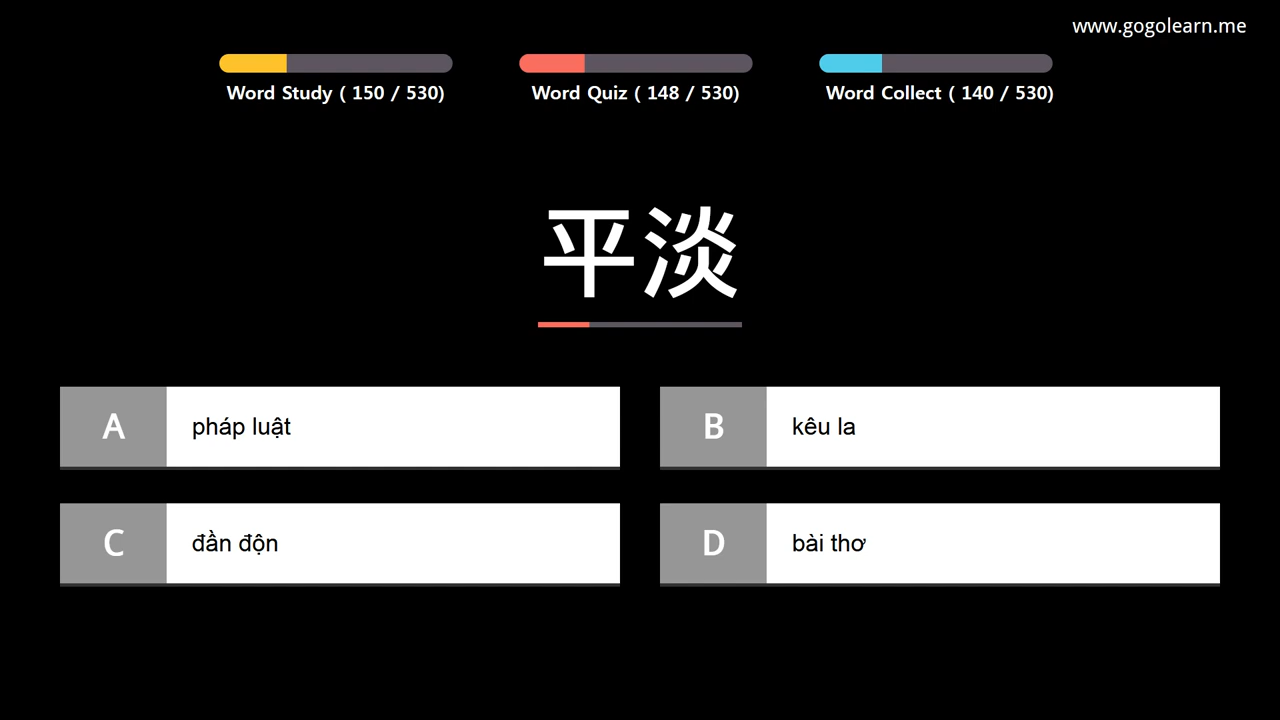 www.gogolearn.me
Word Study ( 150 / 530)
Word Quiz ( 148 / 530)
Word Collect ( 140 / 530)
平淡
A pháp luật
B kêu la
C đần độn
D bài thơ